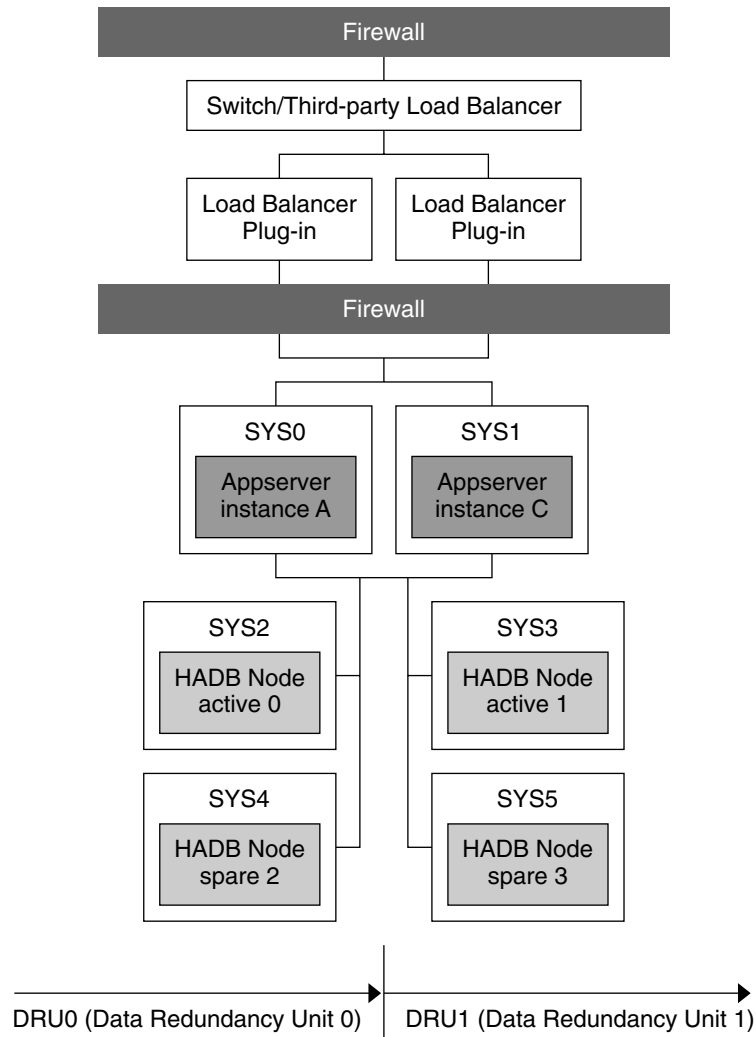 Firewall
Switch/Third-party Load Balancer
Load Balancer
Plug-in
Load Balancer
Plug-in
Firewall
SYS0
Appserver
instance A
SYS1
Appserver
instance C
SYS2
HADB Node
active 0
SYS3
HADB Node
active 1
SYS4
HADB Node
spare 2
SYS5
HADB Node
spare 3
DRU0 (Data Redundancy Unit 0)
DRU1 (Data Redundancy Unit 1)